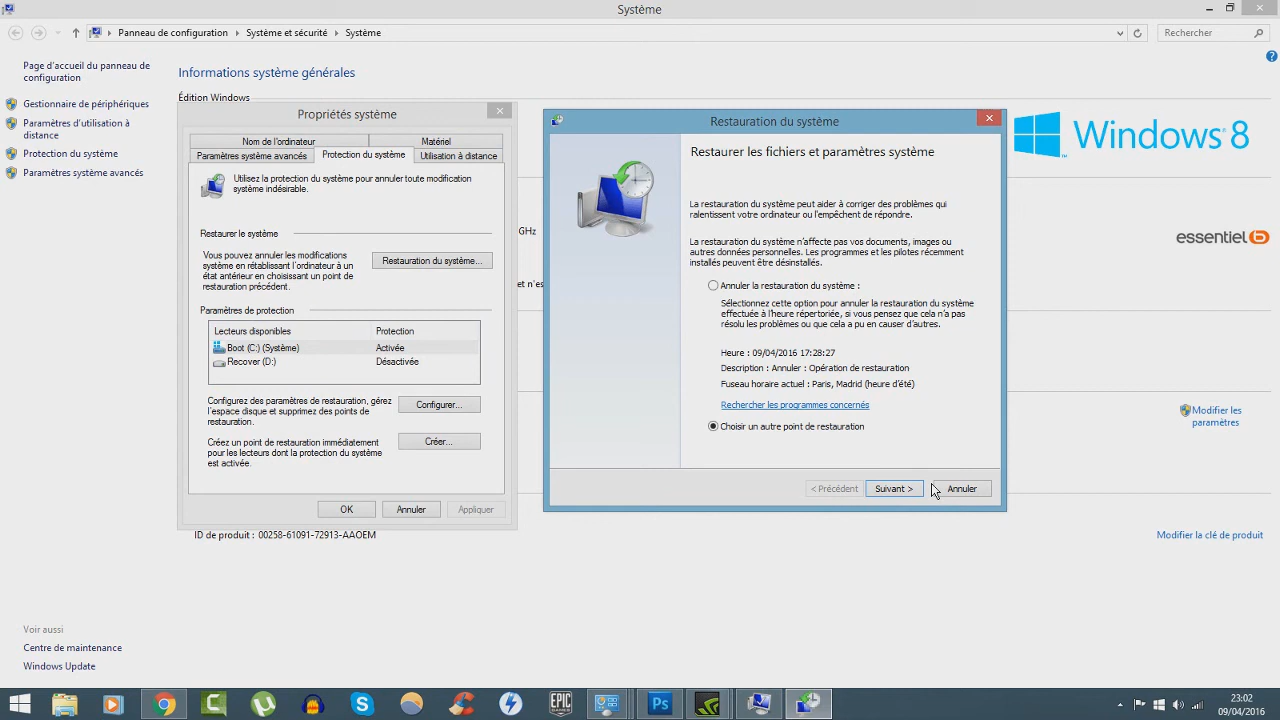 Système
Panneau de configuration
Système et sécurité
Système
Rechercher
Page d'accueil du panneau de
configuration
Gestionnaire de périphériques
Paramètres d'utilisation à
distance
Protection du système
Paramètres système avancés
Informations système générales
Édition Windows
Windows 8
essentiel b
GHz
et n'es
Modifier les
paramètres
Propriétés système
Nom de l'ordinateur
Matériel
Paramètres système avancés
Protection du système
Utilisation à distance
Utilisez la protection du système pour annuler toute modification
système indésirable.
Restaurer le système
Vous pouvez annuler les modifications
système en rétablissant l'ordinateur à un
état antérieur en choisissant un point de
restauration précédent.
Restauration du système...
Paramètres de protection
Lecteurs disponibles
Protection
Boot (C:) (Système)
Activée
Recover (D:)
Désactivée
Configurez des paramètres de restauration, gérez
l'espace disque et supprimez des points de
restauration.
Configurer...
Créez un point de restauration immédiatement
pour les lecteurs dont la protection du système
est activée.
Créer...
OK
Annuler
Appliquer
Restauration du système
Restaurer les fichiers et paramètres système
La restauration du système peut aider à corriger des problèmes qui
ralentissent votre ordinateur ou l'empêchent de répondre.
La restauration du système n'affecte pas vos documents, images ou
autres données personnelles. Les programmes et les pilotes récemment
installés peuvent être désinstallés.
Annuler la restauration du système :
Sélectionnez cette option pour annuler la restauration du système
effectuée à l'heure répertoriée, si vous pensez que cela n'a pas
résolu les problèmes ou que cela a pu en causer d'autres.
Heure : 09/04/2016 17:28:27
Description : Annuler : Opération de restauration
Fuseau horaire actuel : Paris, Madrid (heure d'été)
Rechercher les programmes concernés
Choisir un autre point de restauration
< Précédent
Suivant >
Annuler
ID de produit : 00258-61091-72913-AAOEM
Modifier la clé de produit
Voir aussi
Centre de maintenance
Windows Update
EPIC
GAMES
Ps
23:02
09/04/2016